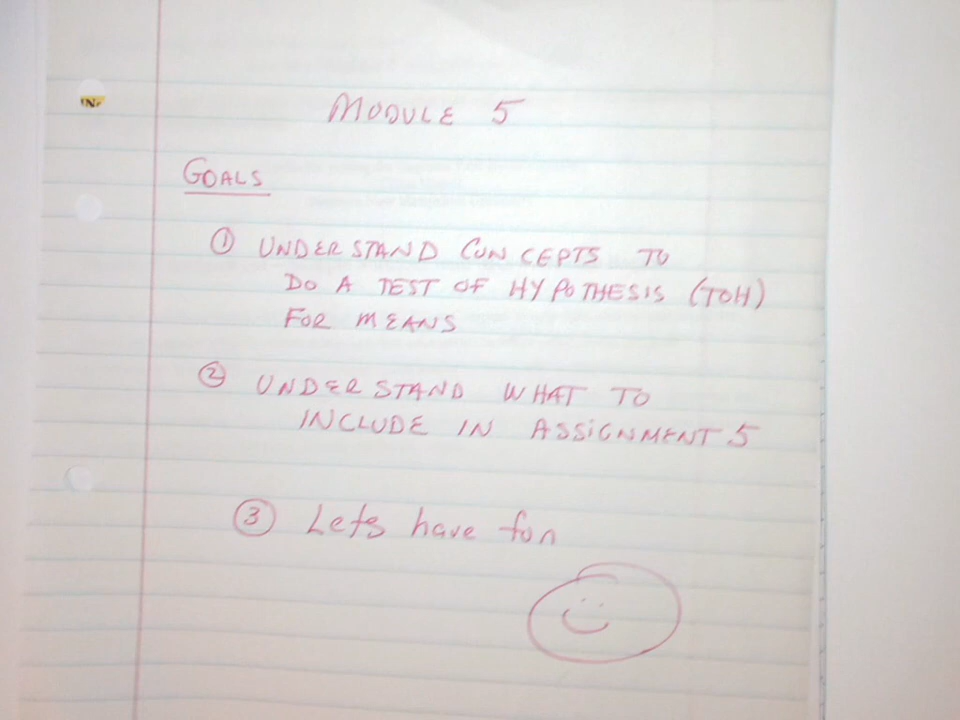 MODULE 5
GOALS
① UNDERSTAND CONCEPTS TO
DO A TEST OF HYPOTHESIS (TOH)
FOR MEANS
② UNDERSTAND WHAT TO
INCLUDE IN ASSIGNMENT 5
③ Lets have fun